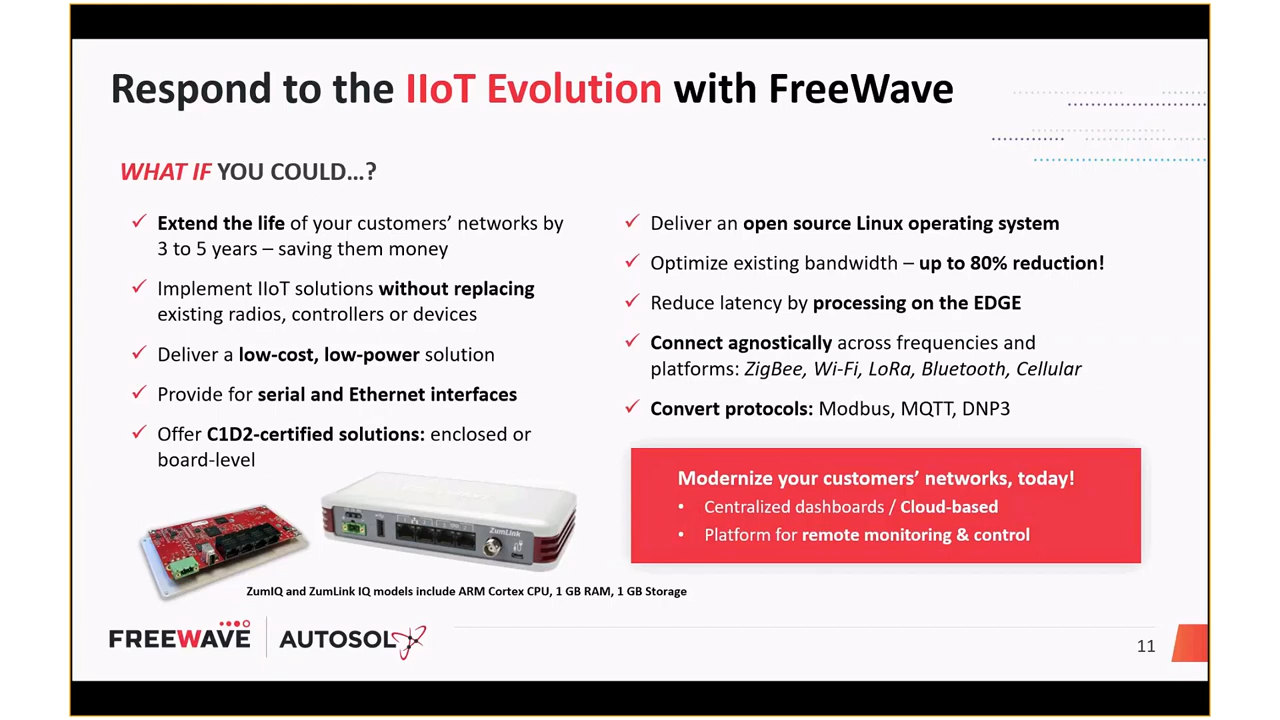 Respond to the IIoT Evolution with FreeWave
WHAT IF YOU COULD...?
Extend the life of your customers' networks by
3 to 5 years – saving them money
Implement IIoT solutions without replacing
existing radios, controllers or devices
Deliver a low-cost, low-power solution
Provide for serial and Ethernet interfaces
Offer C1D2-certified solutions: enclosed or
board-level
Deliver an open source Linux operating system
Optimize existing bandwidth – up to 80% reduction!
Reduce latency by processing on the EDGE
Connect agnostically across frequencies and
platforms: ZigBee, Wi-Fi, LoRa, Bluetooth, Cellular
Convert protocols: Modbus, MQTT, DNP3
Modernize your customers' networks, today!
• Centralized dashboards / Cloud-based
• Platform for remote monitoring & control
ZumLink
ZumIQ and ZumLink IQ models include ARM Cortex CPU, 1 GB RAM, 1 GB Storage
FREEWAVE
AUTOSOL
11